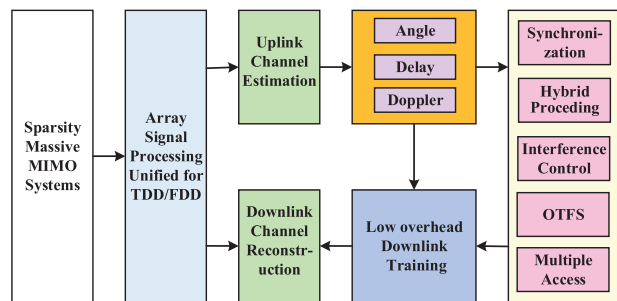 Sparsity
Massive
MIMO
Systems
Array
Signal
Processing
Unified for
TDD/FDD
Uplink
Channel
Estimation
Angle
Delay
Doppler
Synchroni-
zation
Hybrid
Proceding
Interference
Control
OTFS
Multiple
Access
Downlink
Channel
Reconstr-
uction
Low overhead
Downlink
Training